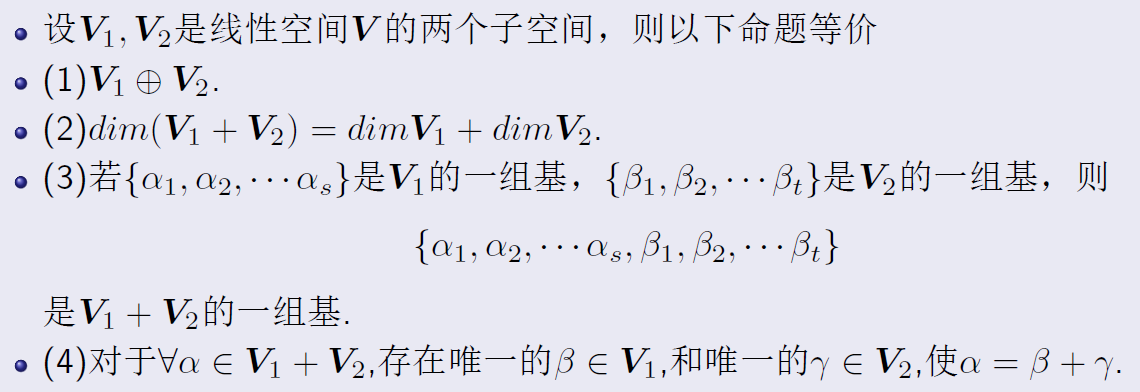 设V₁, V₂是线性空间V的两个子空间，则以下命题等价
(1)V₁ ⊕ V₂.
(2)dim(V₁ + V₂) = dimV₁ + dimV₂.
(3)若{α₁, α₂, ⋯ αₛ}是V₁的一组基，{β₁, β₂, ⋯ βₜ}是V₂的一组基，则
{α₁, α₂, ⋯ αₛ, β₁, β₂, ⋯ βₜ}
是V₁ + V₂的一组基.
(4)对于∀α ∈ V₁ + V₂,存在唯一的β ∈ V₁,和唯一的γ ∈ V₂,使α = β + γ.